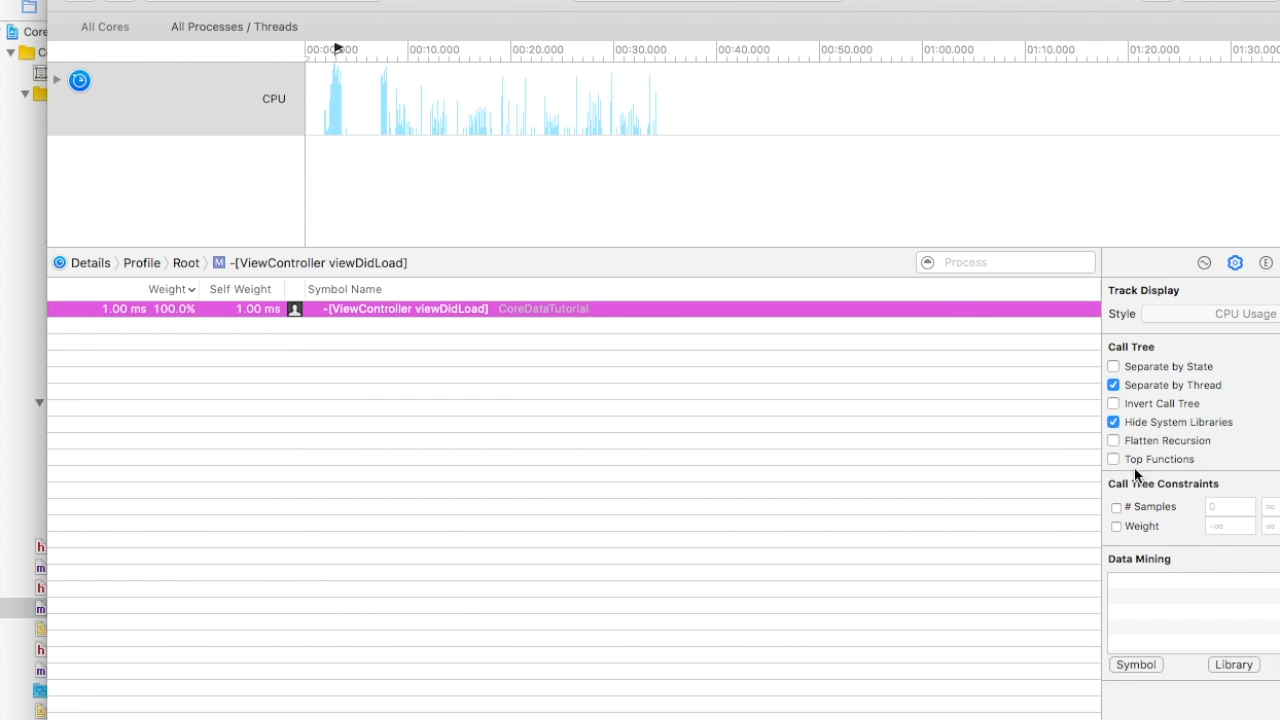 All Cores All Processes / Threads
Core
C
00:00.000 00:10.000 00:20.000 00:30.000 00:40.000 00:50.000 01:00.000 01:10.000 01:20.000 01:30.000
CPU
Details Profile Root M -[ViewController viewDidLoad] Process E
Weight Self Weight Symbol Name
1.00 ms 100.0% 1.00 ms -[ViewController viewDidLoad] CoreDataTutorial
Track Display
Style CPU Usage
Call Tree
Separate by State
Separate by Thread
Invert Call Tree
Hide System Libraries
Flatten Recursion
Top Functions
Call Tree Constraints
# Samples 0 ∞
Weight -∞ ∞
Data Mining
Symbol Library
h
m
h
m
h
m